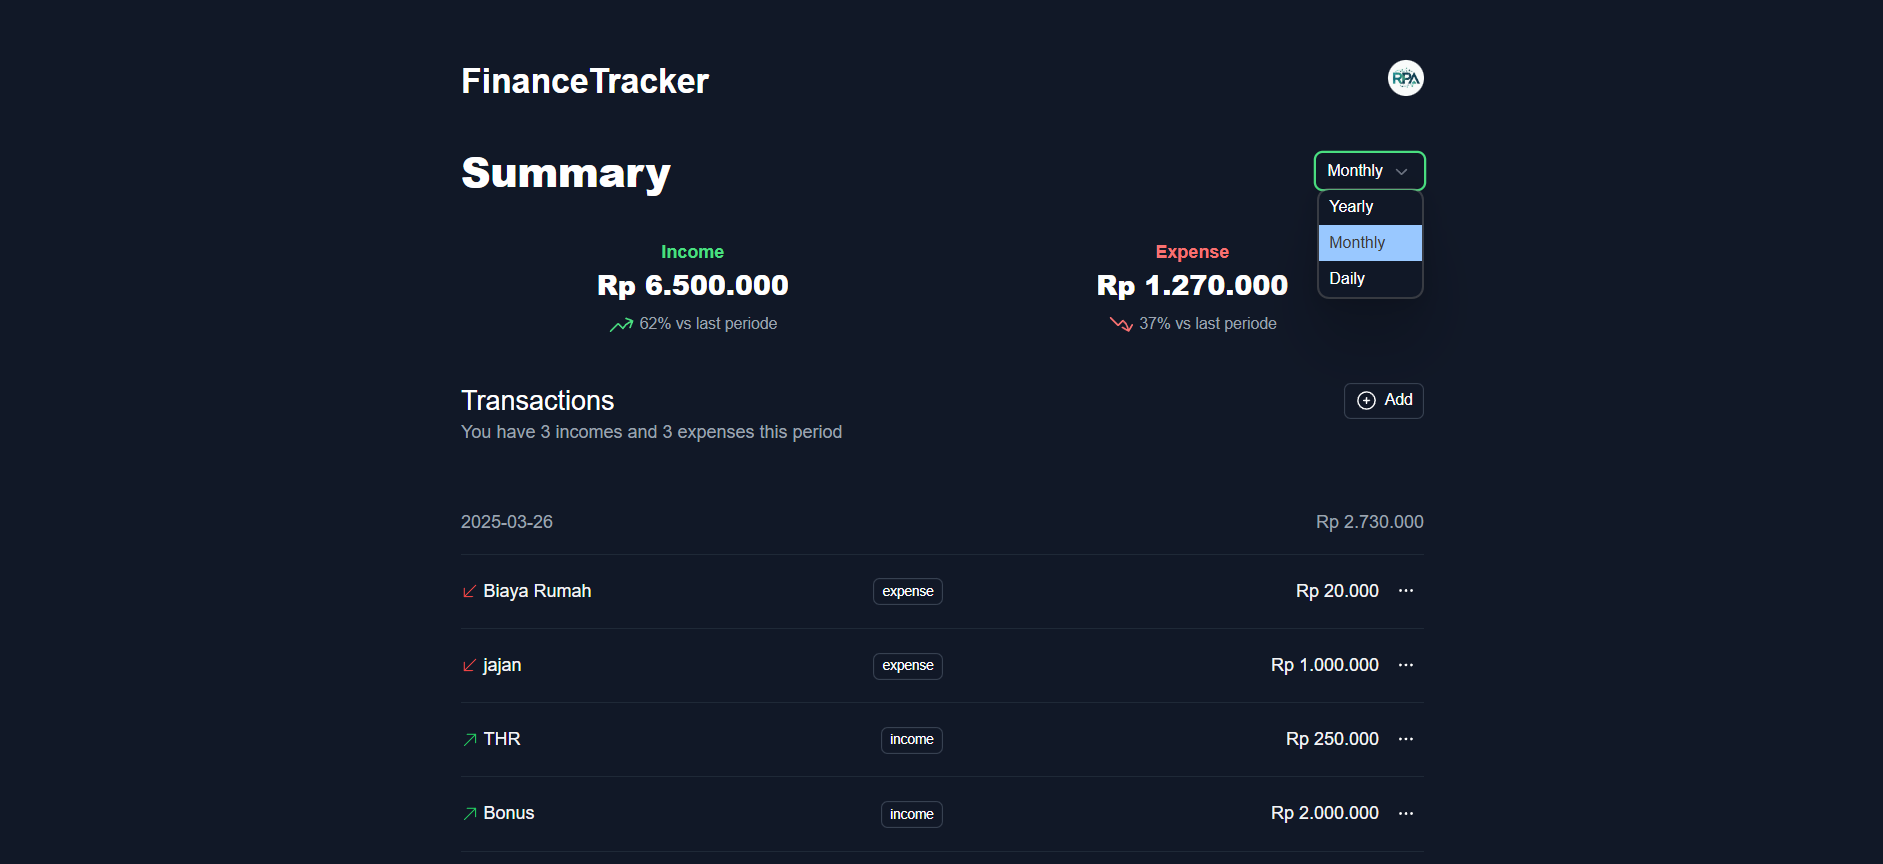 FinanceTracker
RPA
Summary
Monthly
Yearly
Monthly
Daily
Income
Rp 6.500.000
62% vs last periode
Expense
Rp 1.270.000
37% vs last periode
Transactions
Add
You have 3 incomes and 3 expenses this period
2025-03-26 Rp 2.730.000
Biaya Rumah expense Rp 20.000 ···
jajan expense Rp 1.000.000 ···
THR income Rp 250.000 ···
Bonus income Rp 2.000.000 ···